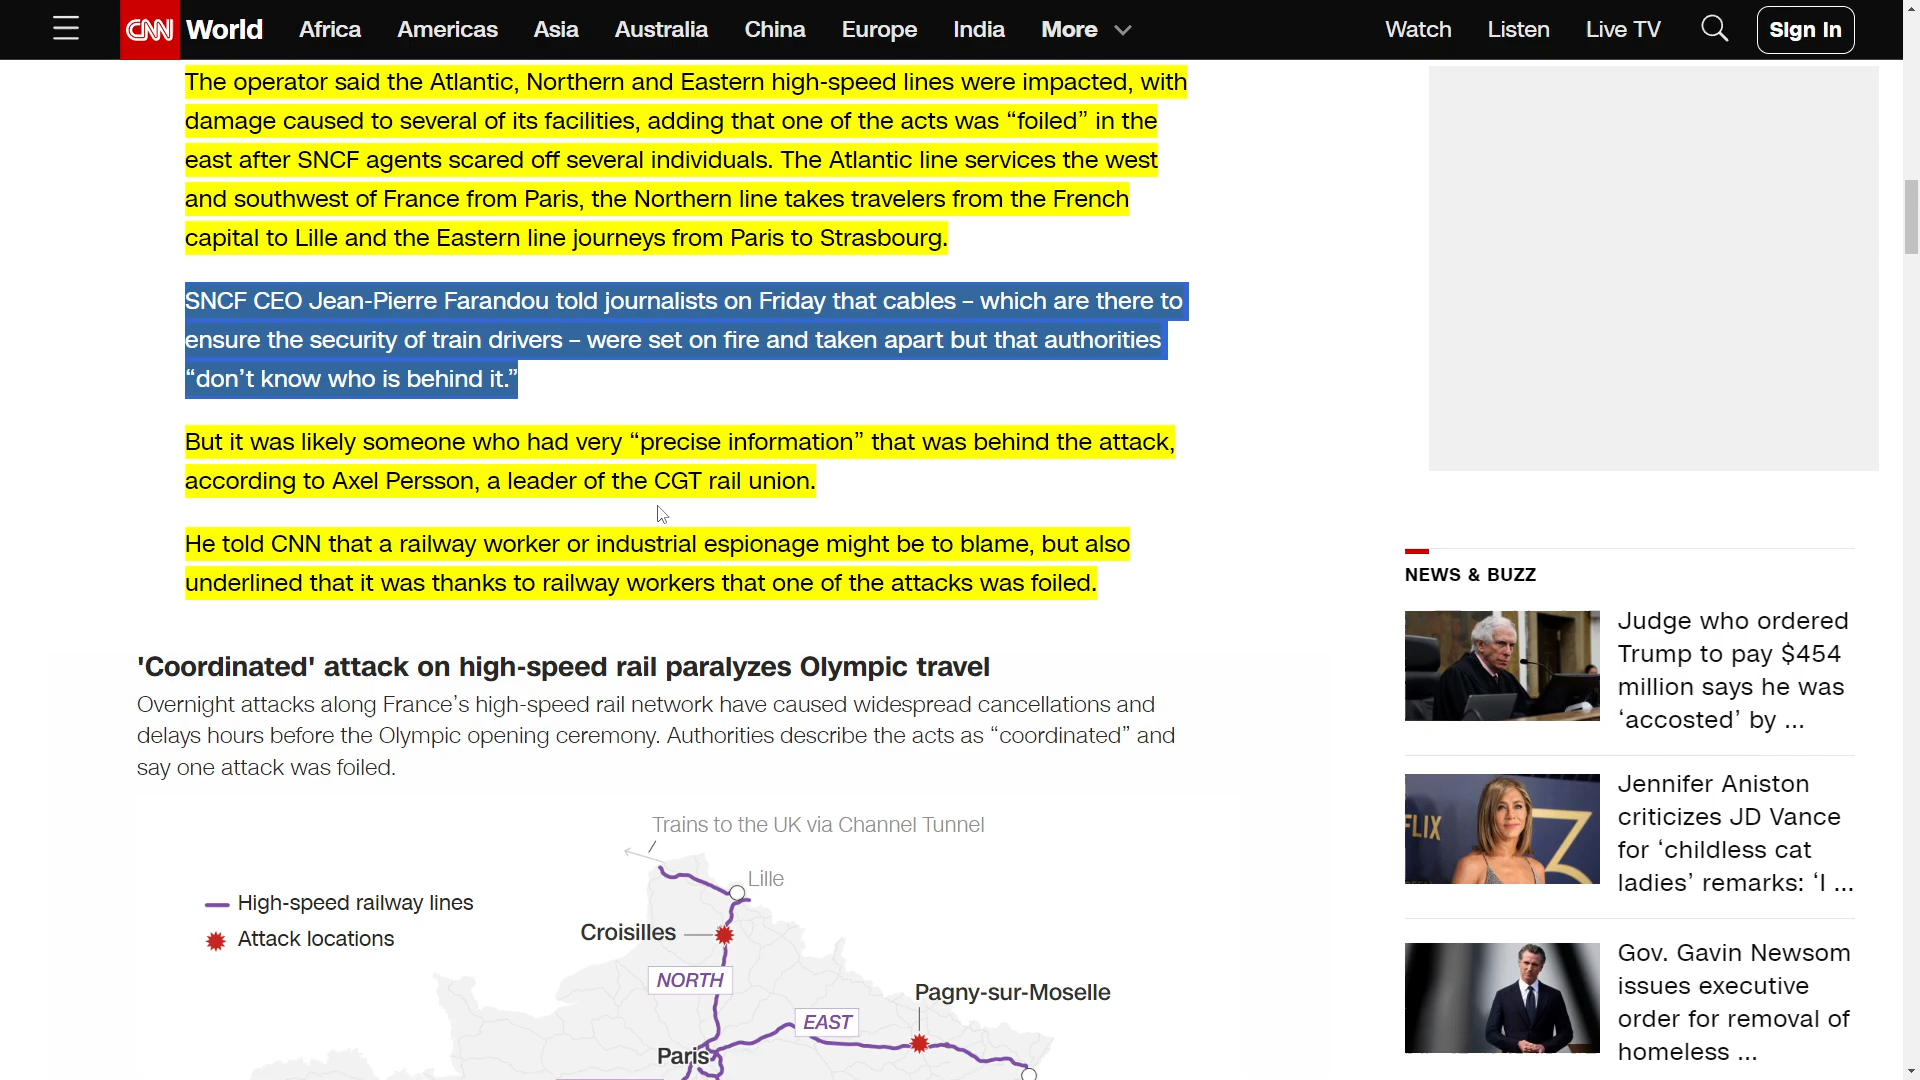 CNN World Africa Americas Asia Australia China Europe India More Watch Listen Live TV Sign In
The operator said the Atlantic, Northern and Eastern high-speed lines were impacted, with
damage caused to several of its facilities, adding that one of the acts was “foiled” in the
east after SNCF agents scared off several individuals. The Atlantic line services the west
and southwest of France from Paris, the Northern line takes travelers from the French
capital to Lille and the Eastern line journeys from Paris to Strasbourg.
SNCF CEO Jean-Pierre Farandou told journalists on Friday that cables – which are there to
ensure the security of train drivers – were set on fire and taken apart but that authorities
“don’t know who is behind it.”
But it was likely someone who had very “precise information” that was behind the attack,
according to Axel Persson, a leader of the CGT rail union.
He told CNN that a railway worker or industrial espionage might be to blame, but also
underlined that it was thanks to railway workers that one of the attacks was foiled.
'Coordinated' attack on high-speed rail paralyzes Olympic travel
Overnight attacks along France’s high-speed rail network have caused widespread cancellations and
delays hours before the Olympic opening ceremony. Authorities describe the acts as “coordinated” and
say one attack was foiled.
Trains to the UK via Channel Tunnel
Lille
High-speed railway lines
Croisilles
Attack locations
NORTH
Pagny-sur-Moselle
EAST
Paris
NEWS & BUZZ
Judge who ordered
Trump to pay $454
million says he was
‘accosted’ by ...
FLIX
Jennifer Aniston
criticizes JD Vance
for ‘childless cat
ladies’ remarks: ‘I ...
Gov. Gavin Newsom
issues executive
order for removal of
homeless ...